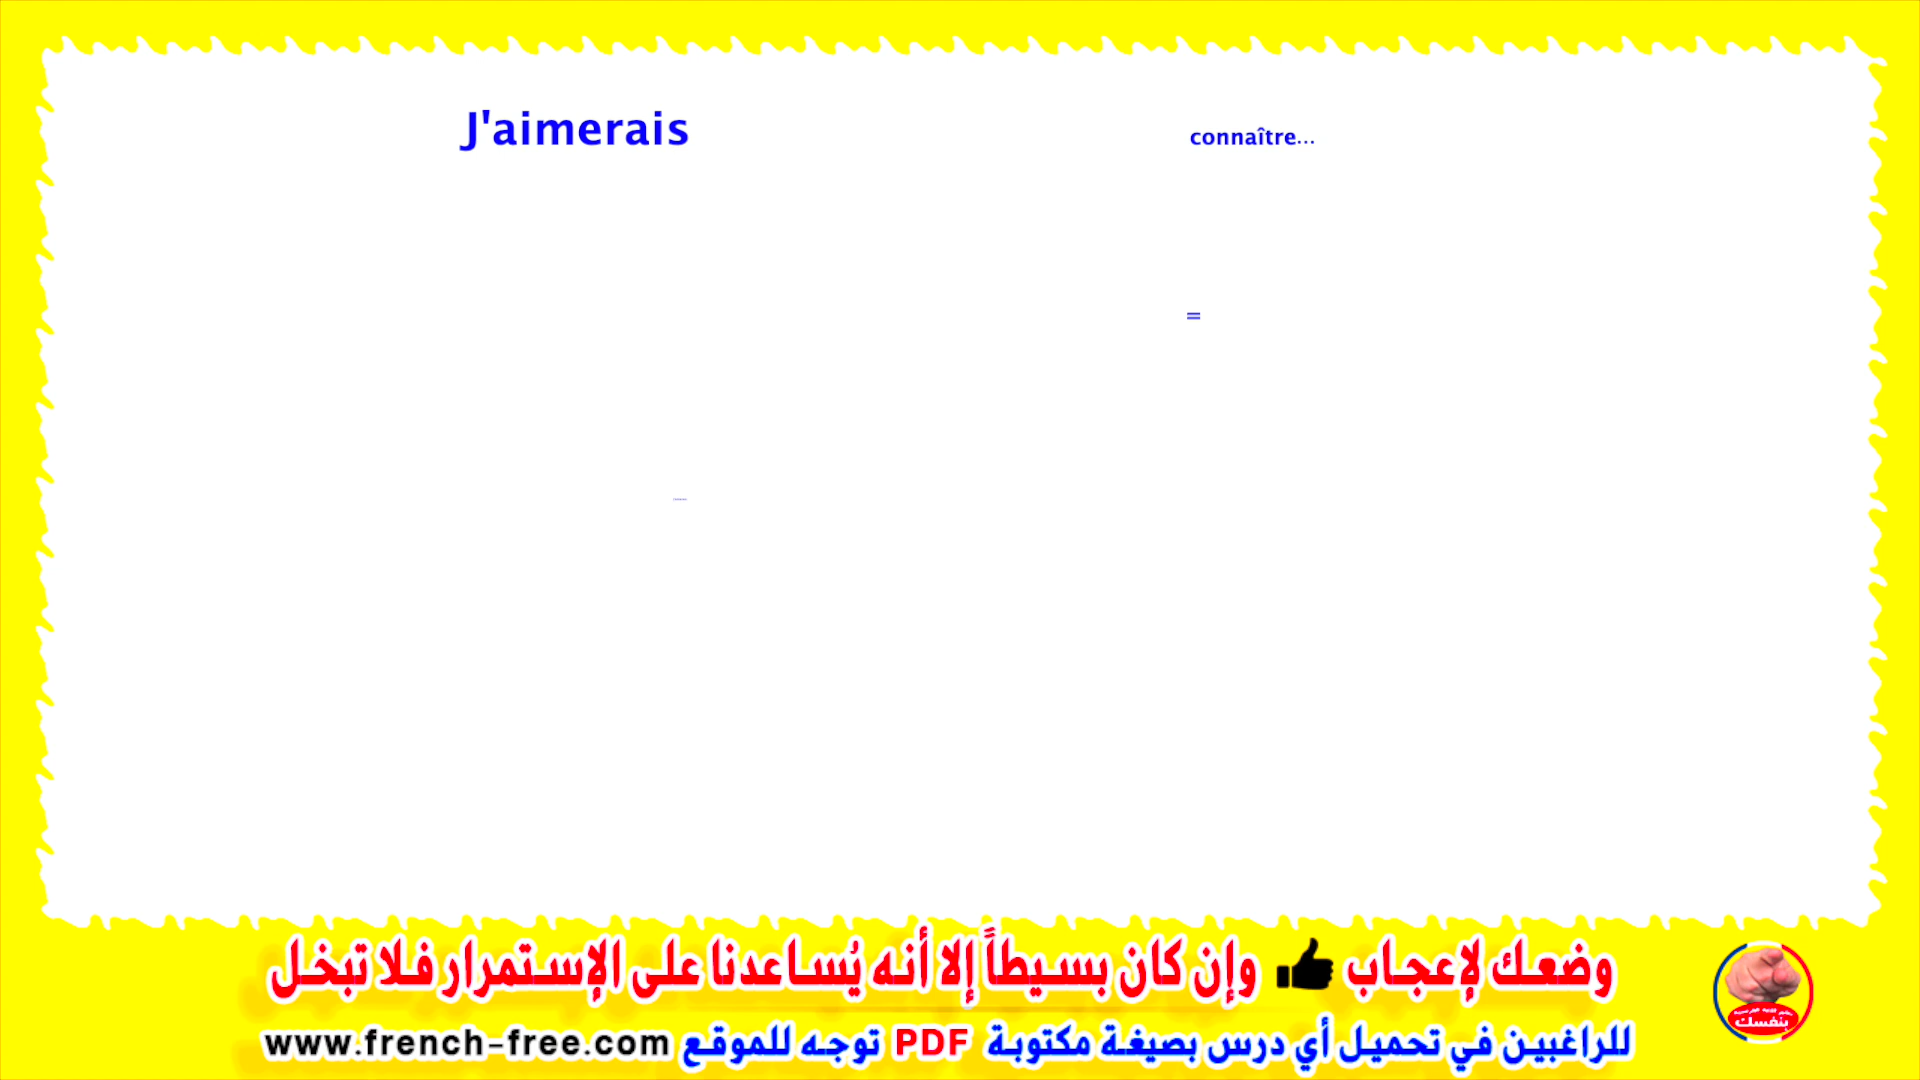 J'aimerais connaître...
=
وضعك لإعجاب وإن كان بسيطاً إلا أنه يُساعدنا على الإستمرار فلا تبخل
للراغبين في تحميل أي درس بصيغة مكتوبة PDF توجه للموقع www.french-free.com
بنفسك